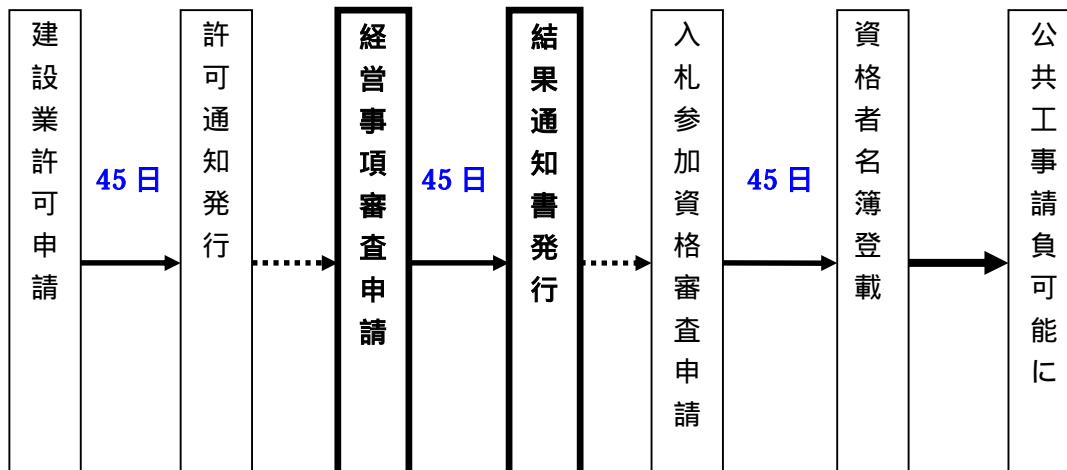 建設業許可申請
45日
許可通知発行
経営事項審査申請
45日
結果通知書発行
入札参加資格審査申請
45日
資格者名簿登載
公共工事請負可能に